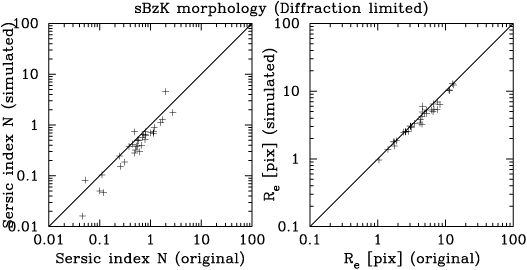 sBzK morphology (Diffraction limited)
Sersic index N (simulated)
100
10
1
0.1
0.01
0.01 0.1 1 10 100
Sersic index N (original)
R_e [pix] (simulated)
100
10
1
0.1
0.1 1 10 100
R_e [pix] (original)